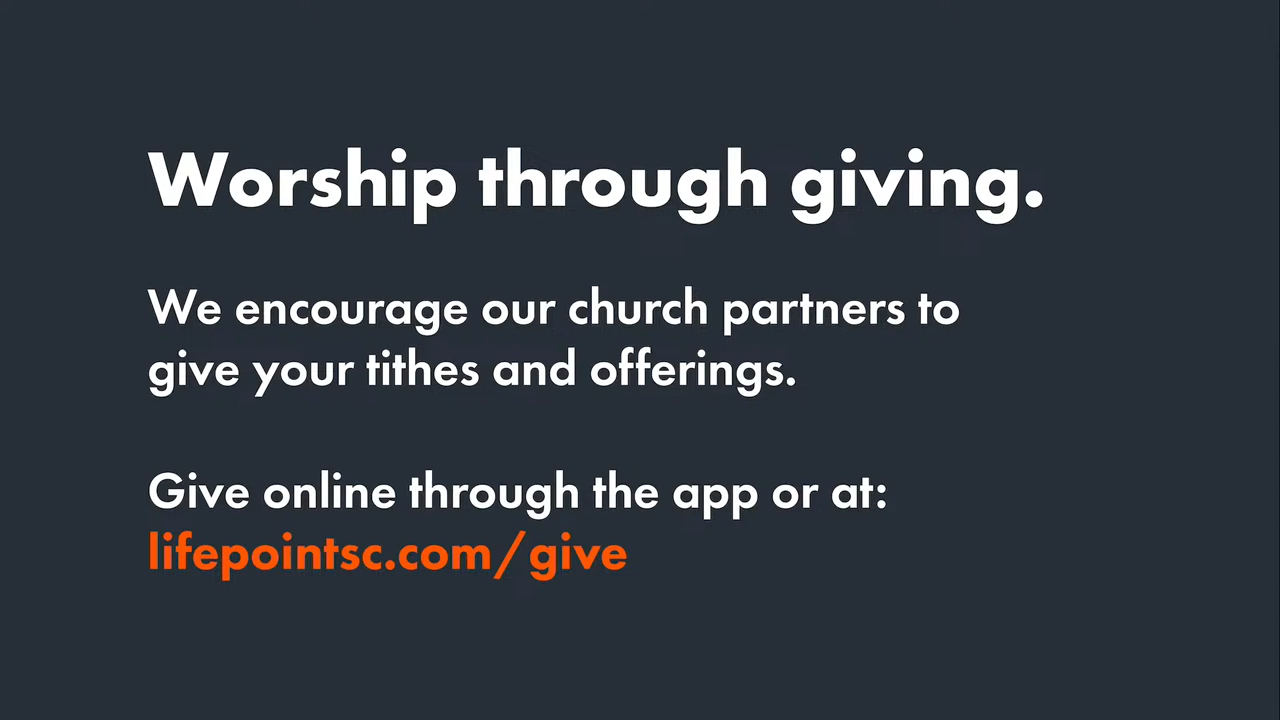 Worship through giving.
We encourage our church partners to
give your tithes and offerings.
Give online through the app or at:
lifepointsc.com/give